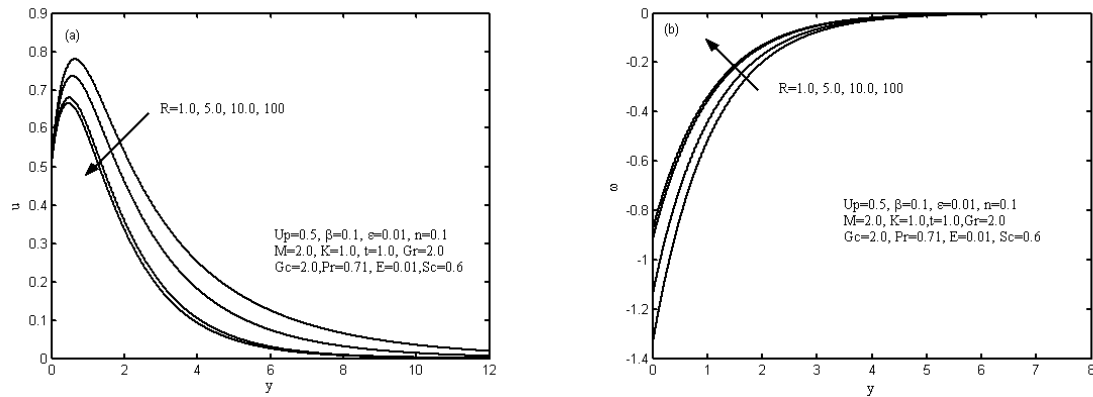 0.9
(a)
0.8
0.7
R=1.0, 5.0, 10.0, 100
0.6
0.5
u
0.4
Up=0.5, β=0.1, ε=0.01, n=0.1
0.3
M=2.0, K=1.0, t=1.0, Gr=2.0
Gc=2.0,Pr=0.71, E=0.01,Sc=0.6
0.2
0.1
0
0 2 4 6 8 10 12
y
0
(b)
-0.2
R=1.0, 5.0, 10.0, 100
-0.4
-0.6
ω
Up=0.5, β=0.1, ε=0.01, n=0.1
-0.8
M=2.0, K=1.0,t=1.0,Gr=2.0
Gc=2.0, Pr=0.71, E=0.01, Sc=0.6
-1
-1.2
-1.4
0 1 2 3 4 5 6 7 8
y